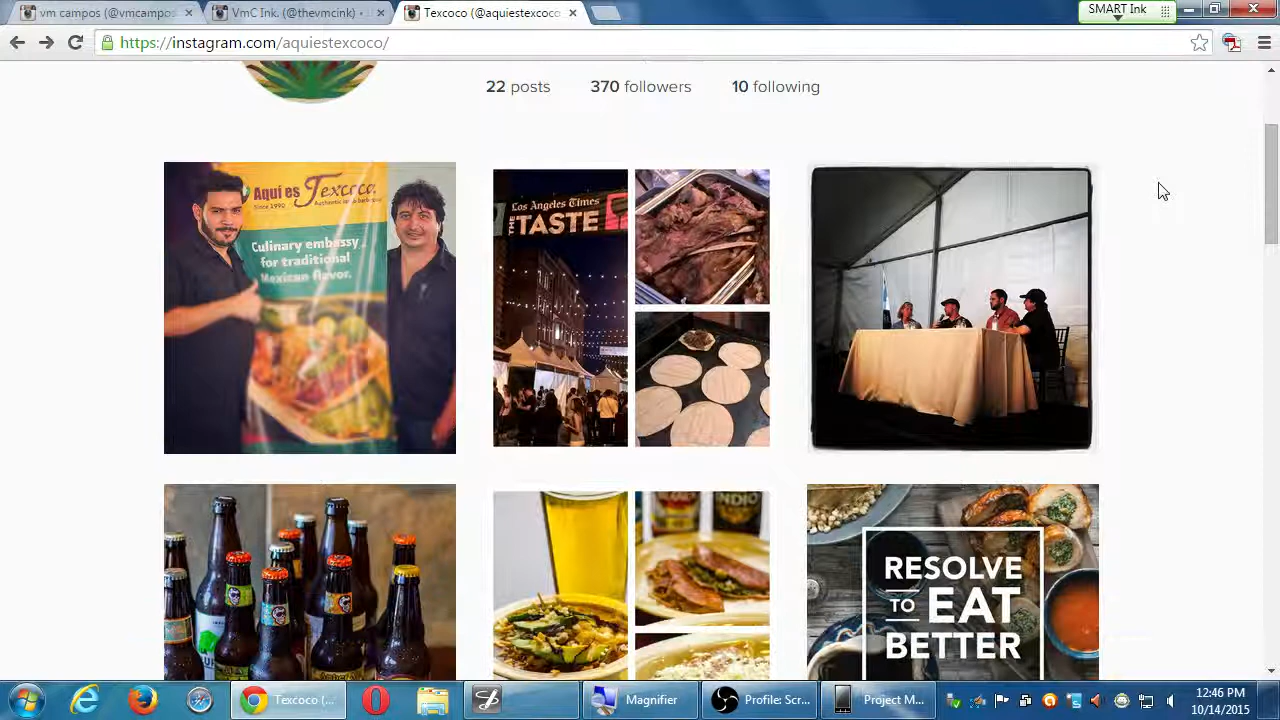 vm campos (@vmcampos
VmC Ink. (@thevmcink) •
Texcoco (@aquiestexcoco
SMART Ink
https://instagram.com/aquiestexcoco/
22 posts
370 followers
10 following
Aquí es Texcoco
Since 1990
Culinary embassy
for traditional
Mexican flavor.
Los Angeles Times
THE TASTE
INDIO
RESOLVE
TO EAT
BETTER
Texcoco (...
Magnifier
Profile: Scr...
Project M...
12:46 PM
10/14/2015